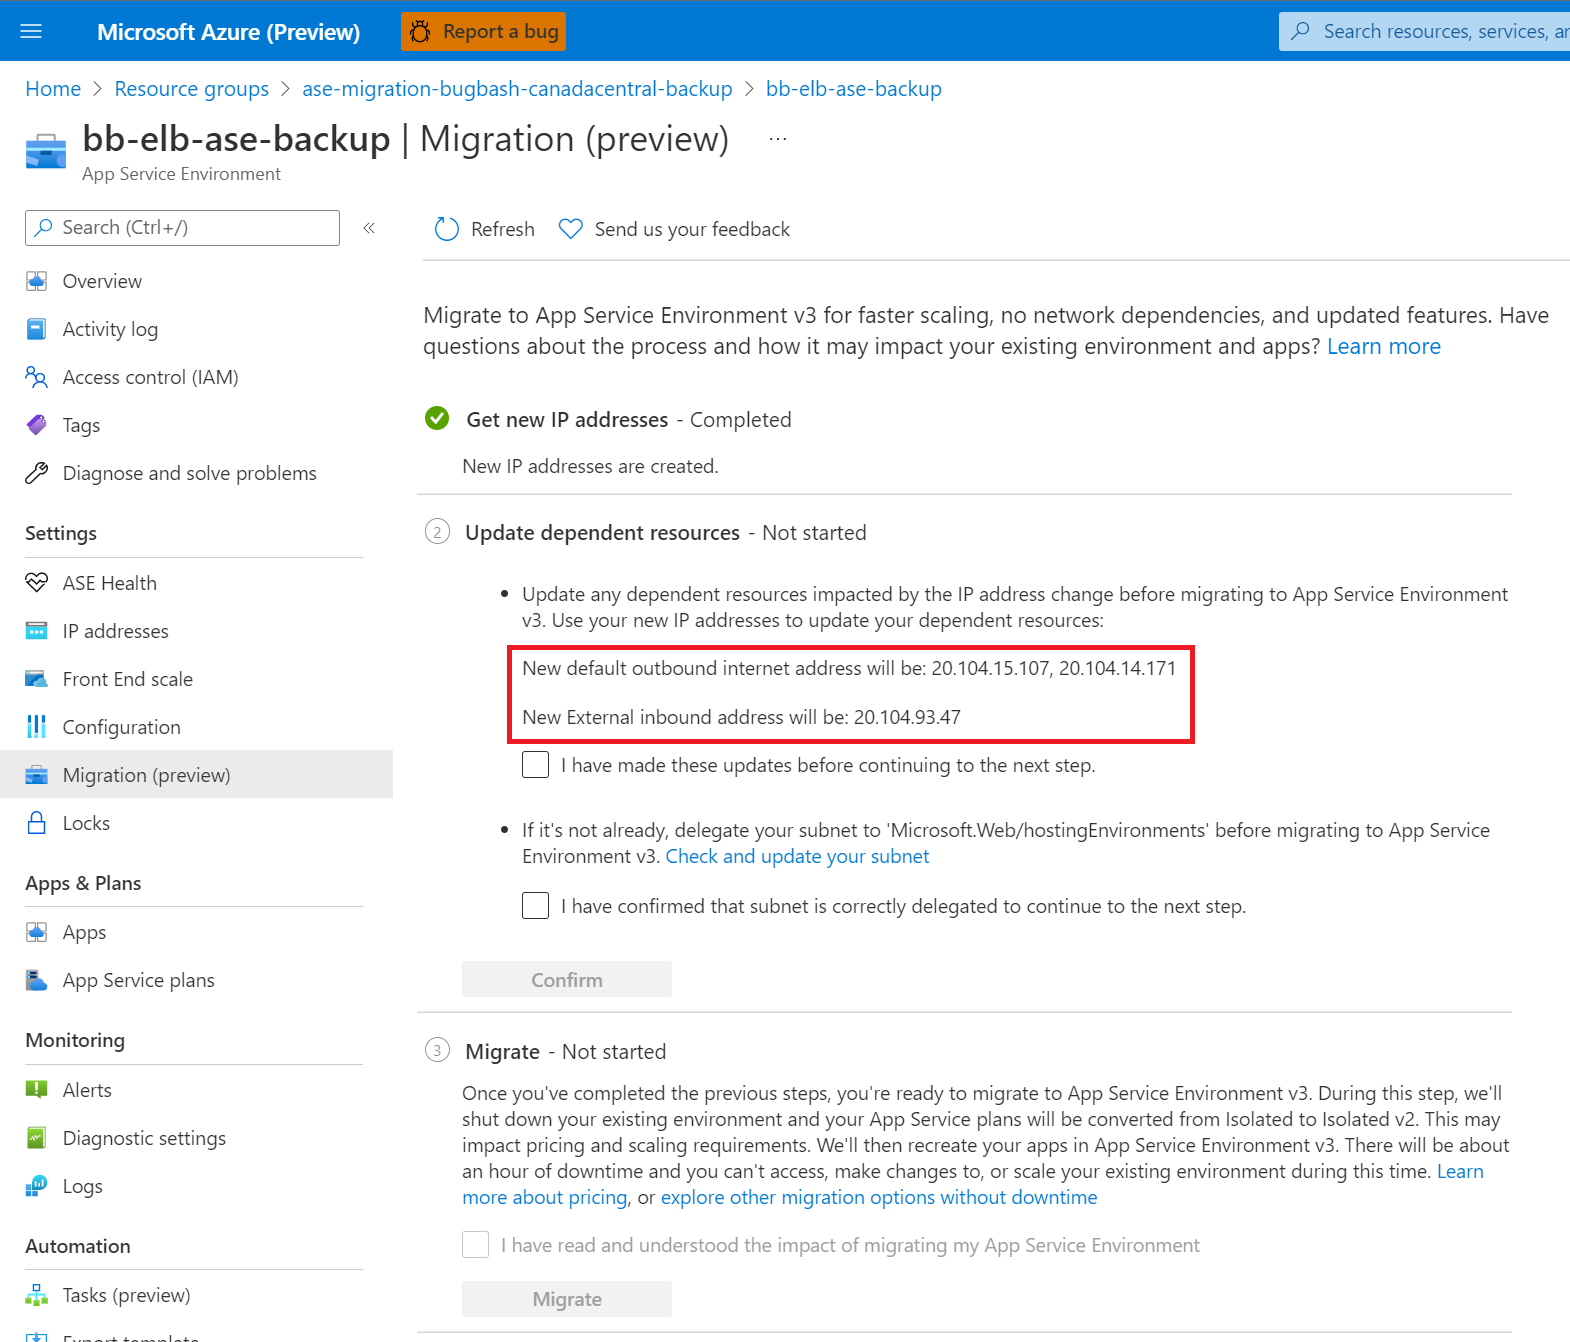 Microsoft Azure (Preview)
Report a bug
Search resources, services, ar
Home > Resource groups > ase-migration-bugbash-canadacentral-backup > bb-elb-ase-backup
bb-elb-ase-backup | Migration (preview) ...
App Service Environment
Search (Ctrl+/)
«
Overview
Activity log
Access control (IAM)
Tags
Diagnose and solve problems
Settings
ASE Health
IP addresses
Front End scale
Configuration
Migration (preview)
Locks
Apps & Plans
Apps
App Service plans
Monitoring
Alerts
Diagnostic settings
Logs
Automation
Tasks (preview)
Export template
Refresh
Send us your feedback
Migrate to App Service Environment v3 for faster scaling, no network dependencies, and updated features. Have
questions about the process and how it may impact your existing environment and apps? Learn more
Get new IP addresses - Completed
New IP addresses are created.
2 Update dependent resources - Not started
• Update any dependent resources impacted by the IP address change before migrating to App Service Environment
v3. Use your new IP addresses to update your dependent resources:
New default outbound internet address will be: 20.104.15.107, 20.104.14.171
New External inbound address will be: 20.104.93.47
I have made these updates before continuing to the next step.
• If it's not already, delegate your subnet to 'Microsoft.Web/hostingEnvironments' before migrating to App Service
Environment v3. Check and update your subnet
I have confirmed that subnet is correctly delegated to continue to the next step.
Confirm
3 Migrate - Not started
Once you've completed the previous steps, you're ready to migrate to App Service Environment v3. During this step, we'll
shut down your existing environment and your App Service plans will be converted from Isolated to Isolated v2. This may
impact pricing and scaling requirements. We'll then recreate your apps in App Service Environment v3. There will be about
an hour of downtime and you can't access, make changes to, or scale your existing environment during this time. Learn
more about pricing, or explore other migration options without downtime
I have read and understood the impact of migrating my App Service Environment
Migrate